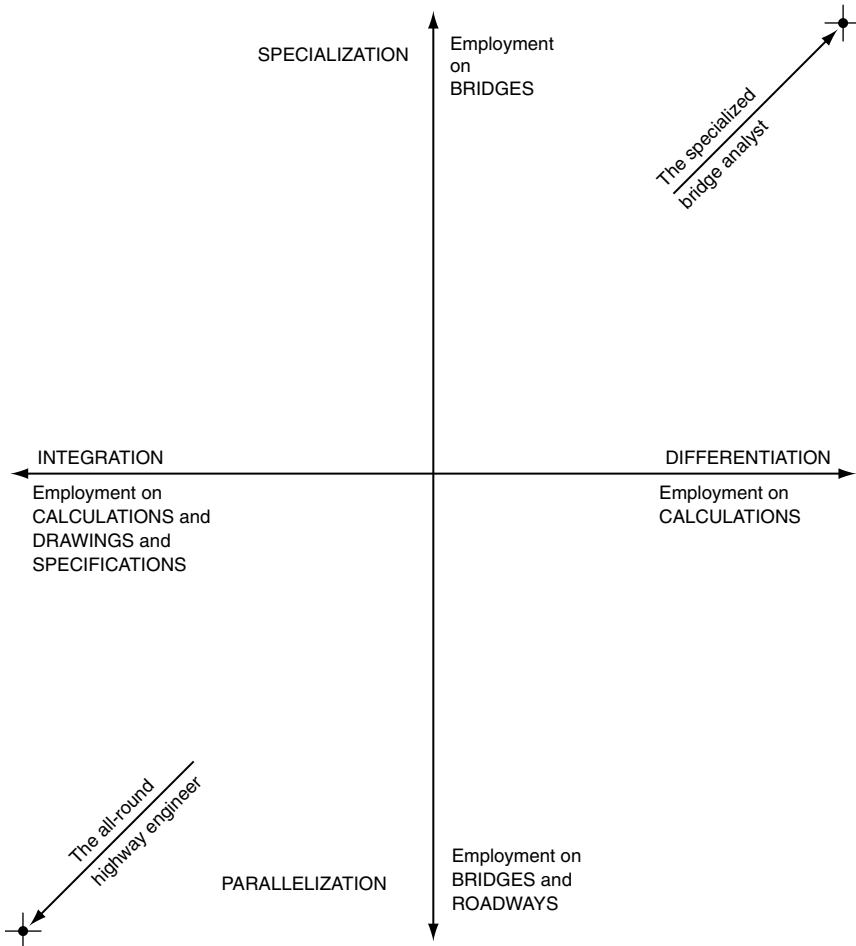 SPECIALIZATION
Employment
on
BRIDGES
The specialized
bridge analyst
INTEGRATION
Employment on
CALCULATIONS and
DRAWINGS and
SPECIFICATIONS
DIFFERENTIATION
Employment on
CALCULATIONS
The all-round
highway engineer
PARALLELIZATION
Employment on
BRIDGES and
ROADWAYS